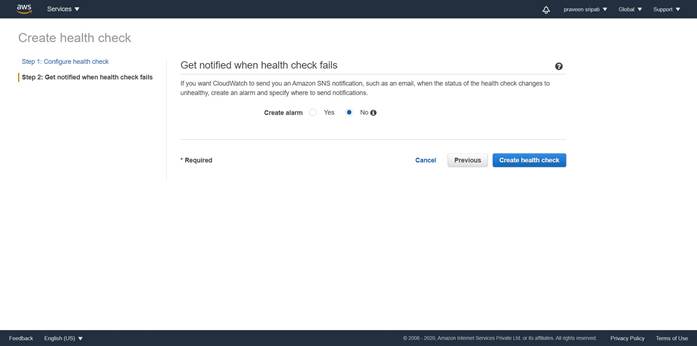 aws
Services
praveen sripati
Global
Support
Create health check
Step 1: Configure health check
Step 2: Get notified when health check fails
Get notified when health check fails
If you want CloudWatch to send you an Amazon SNS notification, such as an email, when the status of the health check changes to
unhealthy, create an alarm and specify where to send notifications.
Create alarm Yes No
* Required
Cancel Previous Create health check
Feedback English (US) © 2008 - 2020, Amazon Internet Services Private Ltd. or its affiliates. All rights reserved. Privacy Policy Terms of Use